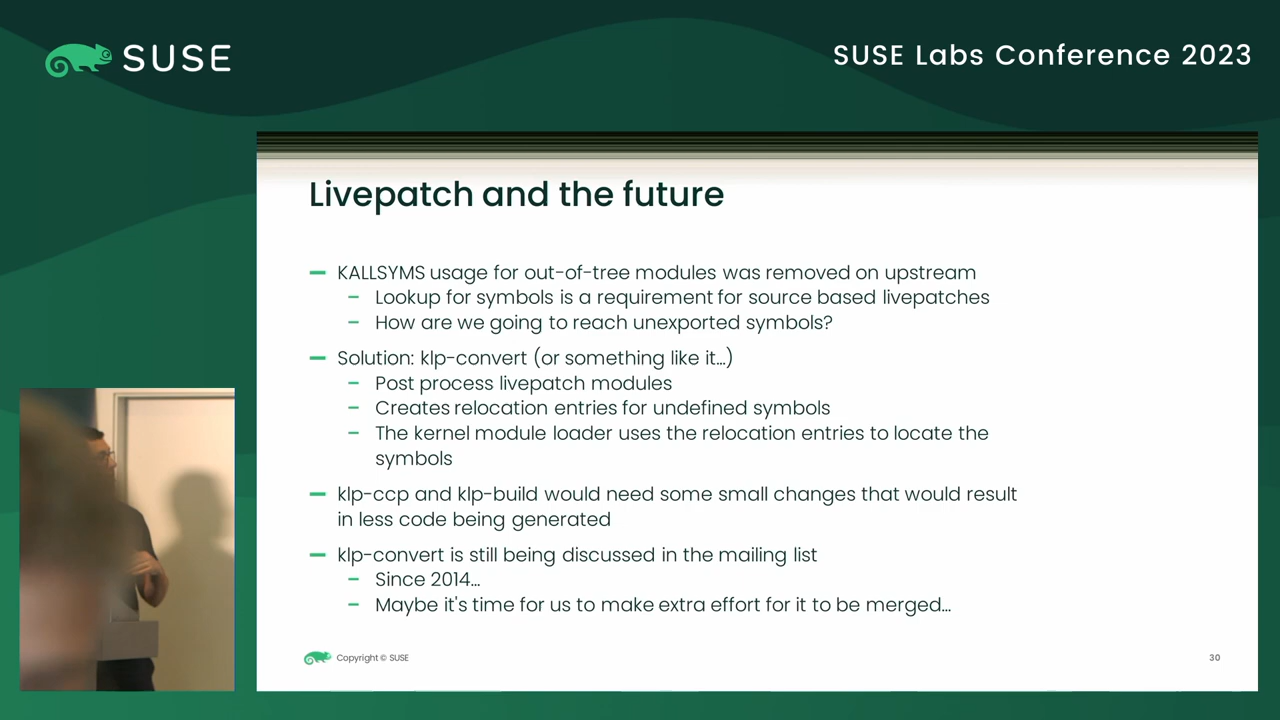 SUSE
SUSE Labs Conference 2023
Livepatch and the future
KALLSYMS usage for out-of-tree modules was removed on upstream
Lookup for symbols is a requirement for source based livepatches
How are we going to reach unexported symbols?
Solution: klp-convert (or something like it...)
Post process livepatch modules
Creates relocation entries for undefined symbols
The kernel module loader uses the relocation entries to locate the
symbols
klp-ccp and klp-build would need some small changes that would result
in less code being generated
klp-convert is still being discussed in the mailing list
Since 2014...
Maybe it's time for us to make extra effort for it to be merged...
Copyright © SUSE
30